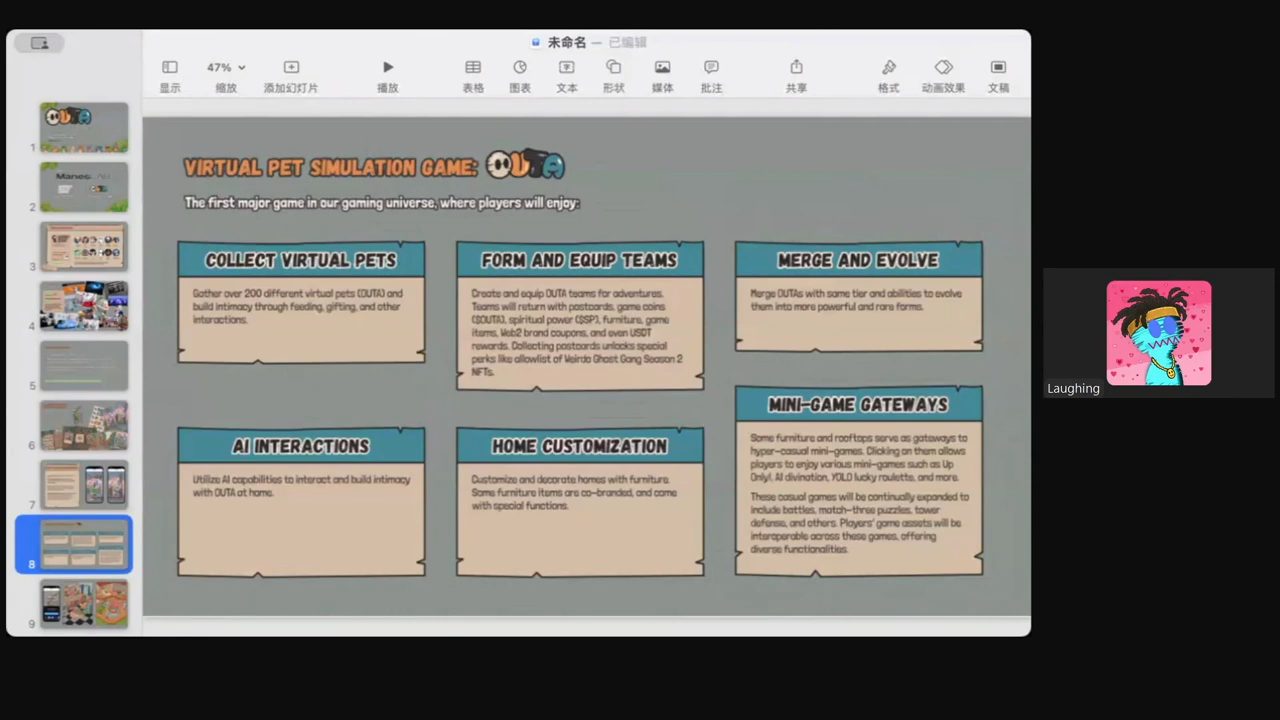 未命名 — 已编辑
47%
显示 缩放 添加幻灯片 播放 表格 图表 文本 形状 媒体 批注 共享 格式 动画效果 文稿
1
2
3
4
5
6
7
8
9
VIRTUAL PET SIMULATION GAME: OUTA
The first major game in our gaming universe, where players will enjoy:
COLLECT VIRTUAL PETS
Gather over 200 different virtual pets (OUTA) and
build intimacy through feeding, gifting, and other
interactions.
FORM AND EQUIP TEAMS
Create and equip OUTA teams for adventures.
Teams will return with postcards, game coins
($OUTA), spiritual power ($SP), furniture, game
items, Web2 brand coupons, and even USDT
rewards. Collecting postcards unlocks special
perks like allowlist of Weirdo Ghost Gang Season 2
NFTs.
MERGE AND EVOLVE
Merge OUTAs with same tier and abilities to evolve
them into more powerful and rare forms.
AI INTERACTIONS
Utilize AI capabilities to interact and build intimacy
with OUTA at home.
HOME CUSTOMIZATION
Customize and decorate homes with furniture.
Some furniture items are co-branded, and come
with special functions.
MINI-GAME GATEWAYS
Some furniture and rooftops serve as gateways to
hyper-casual mini-games. Clicking on them allows
players to enjoy various mini-games such as Up
Only!, AI divination, YOLO lucky roulette, and more.
These casual games will be continually expanded to
include battles, match-three puzzles, tower
defense, and others. Players' game assets will be
interoperable across these games, offering
diverse functionalities.
Laughing